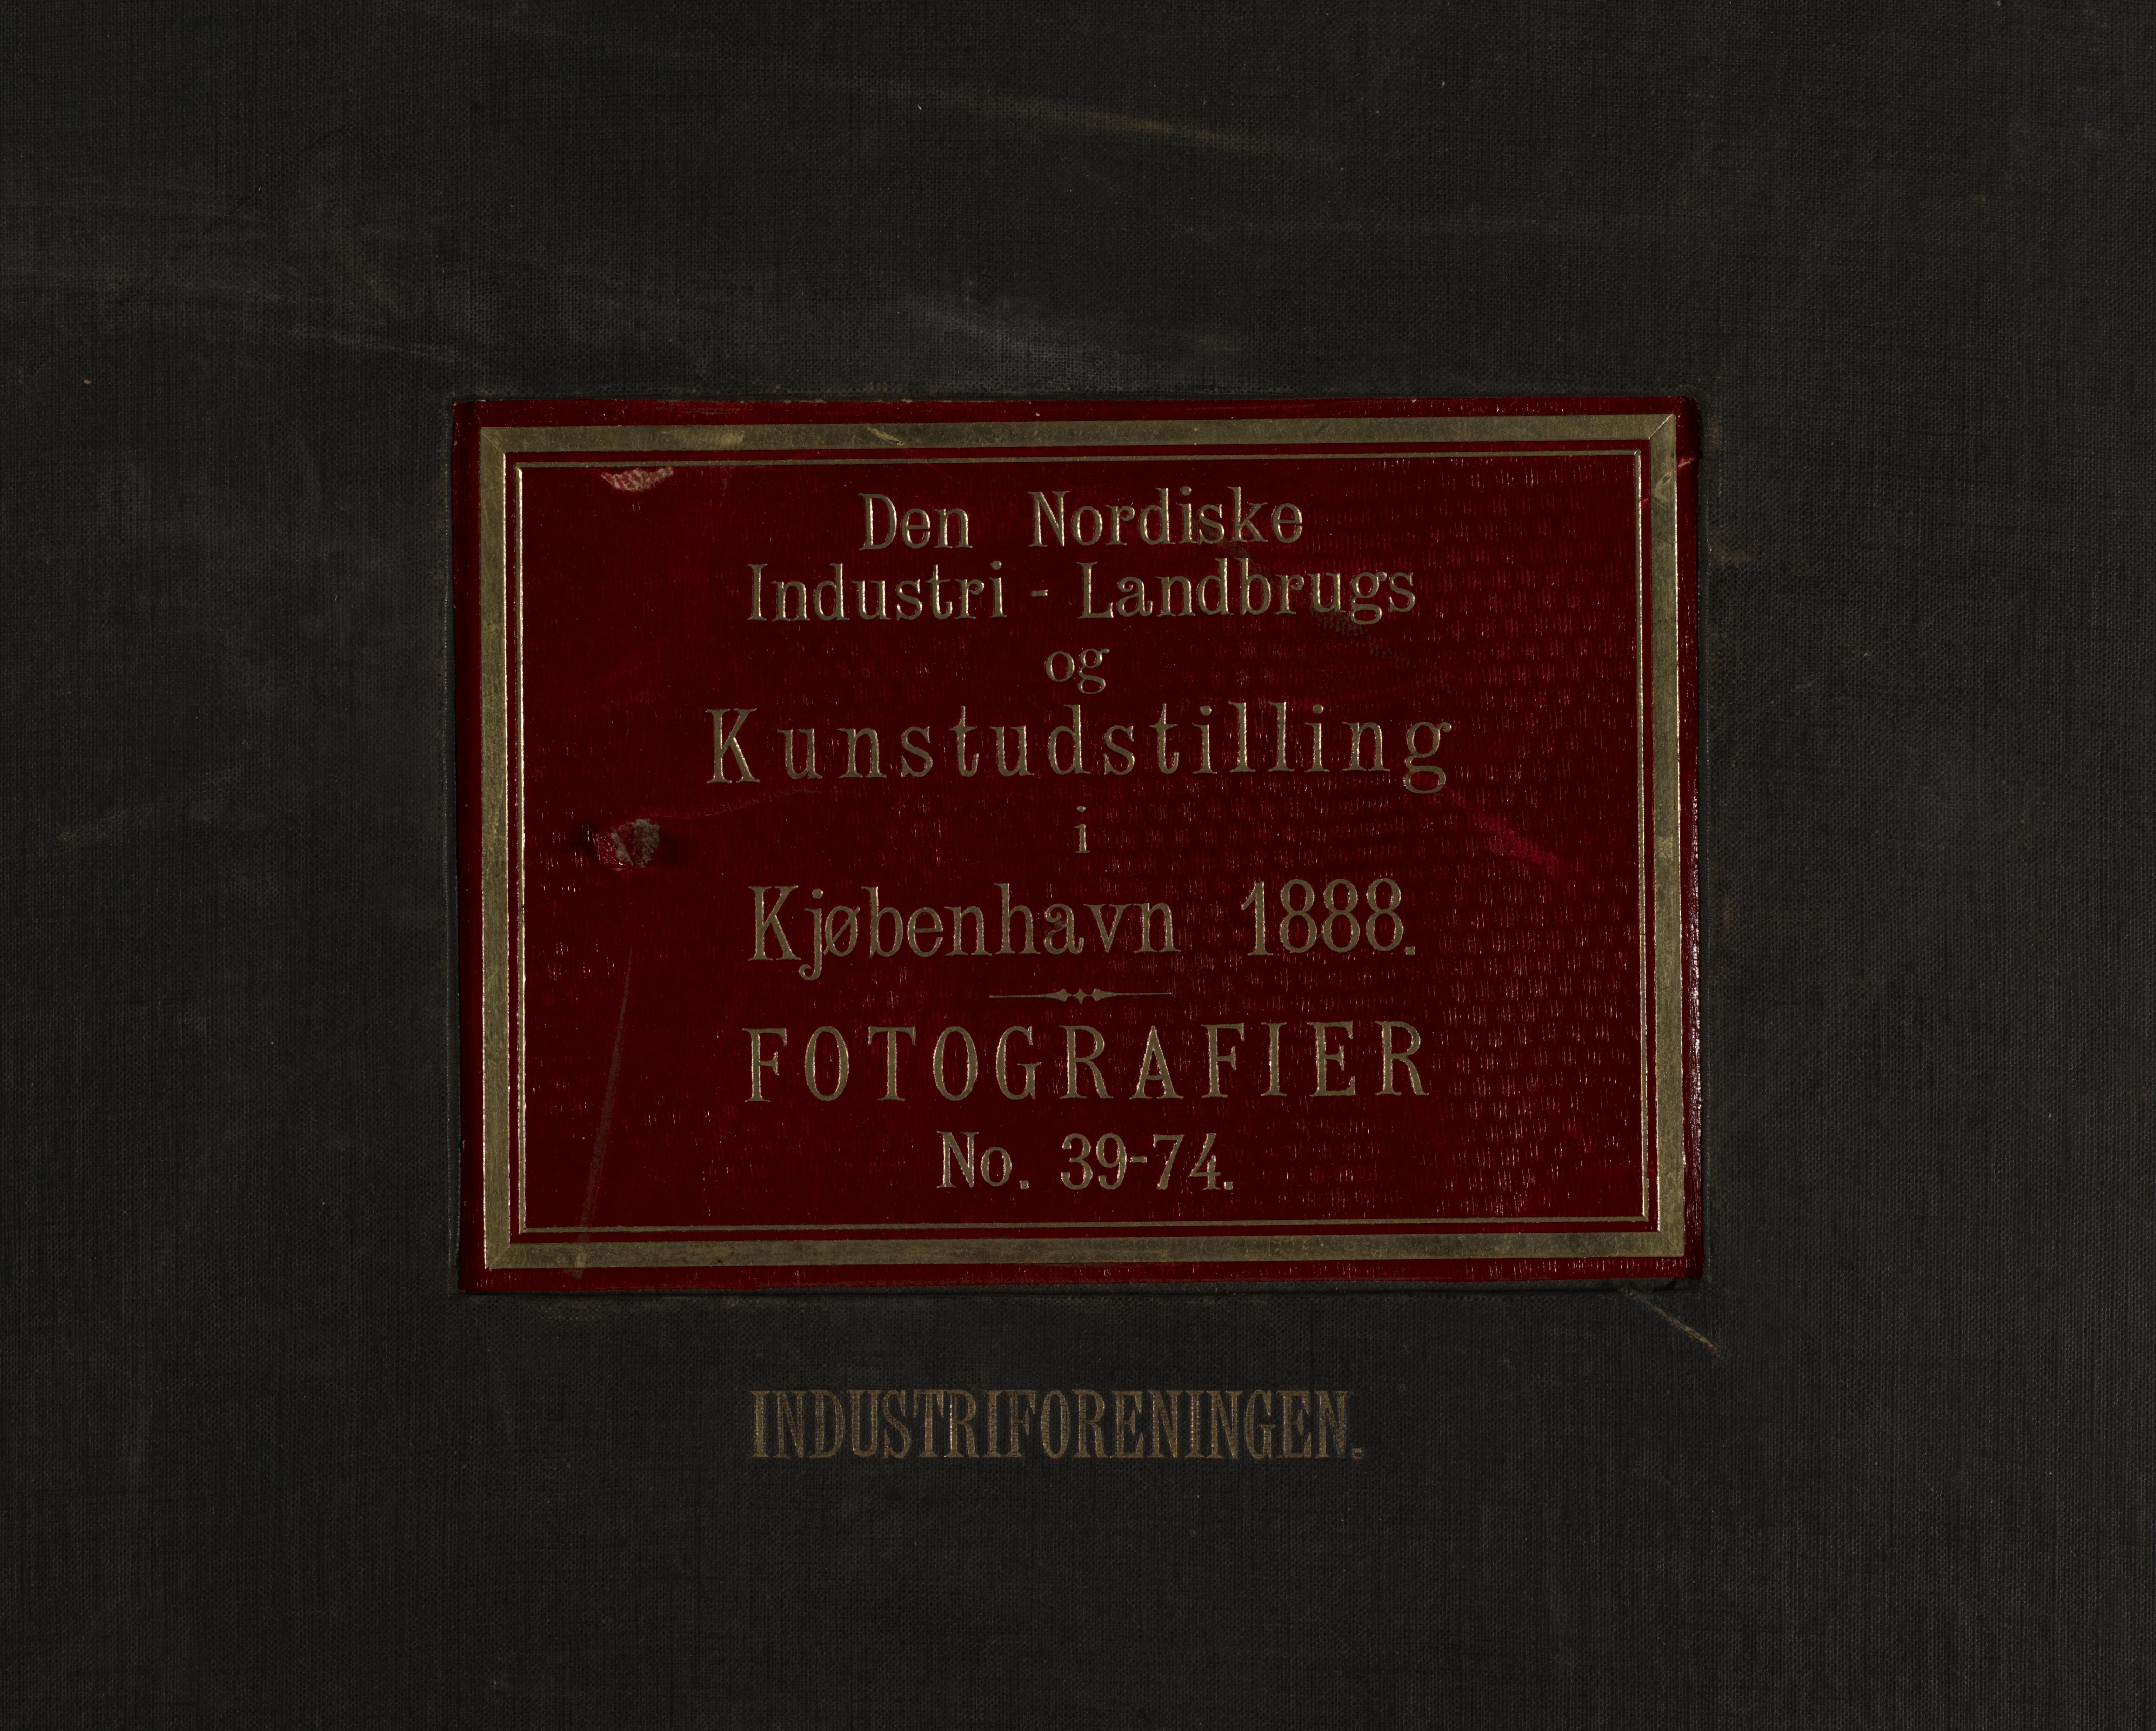 Den Nordiske
Industri - Landbrugs
og
Kunstudstilling
i
Kjøbenhavn 1888.
FOTOGRAFIER
No. 39-74.
INDUSTRIFORENINGEN.